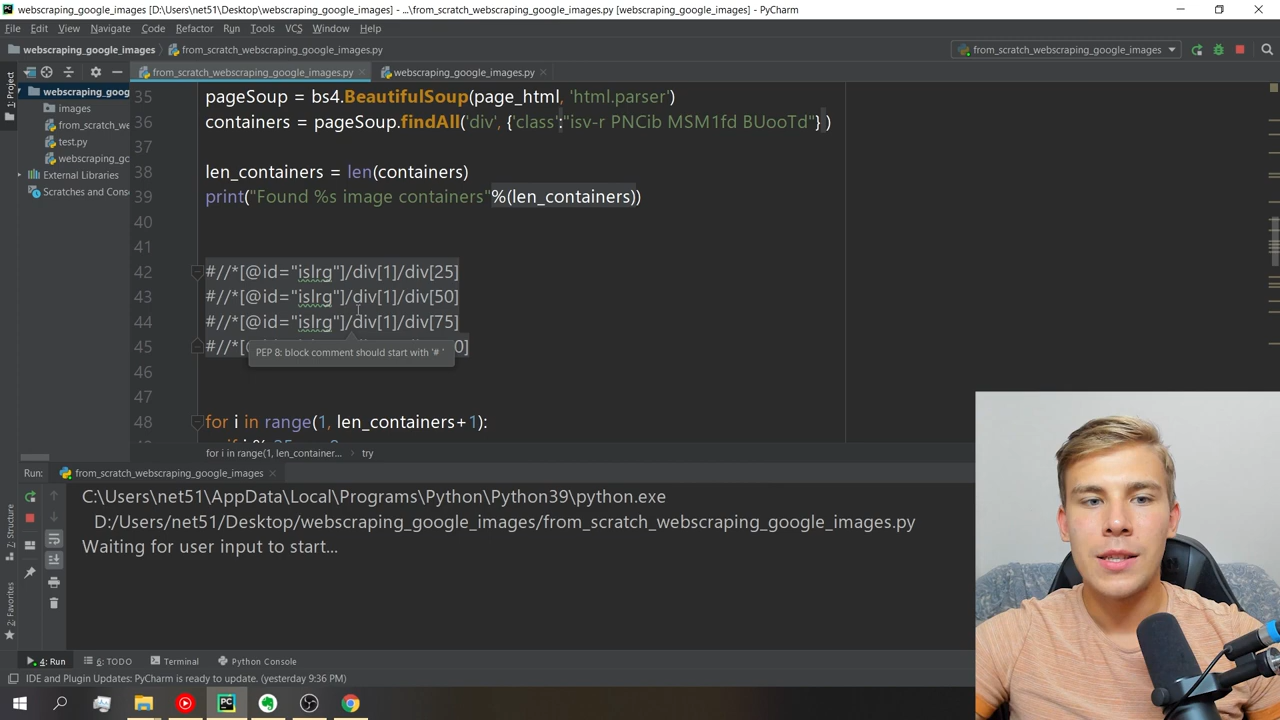 webscraping_google_images [D:\Users\net51\Desktop\webscraping_google_images] - ...\from_scratch_webscraping_google_images.py [webscraping_google_images] - PyCharm
File Edit View Navigate Code Refactor Run Tools VCS Window Help
webscraping_google_images from_scratch_webscraping_google_images.py from_scratch_webscraping_google_images
from_scratch_webscraping_google_images.py webscraping_google_images.py
1: Project
webscraping_goog
images
from_scratch_we
test.py
webscraping_go
External Libraries
Scratches and Cons
35 pageSoup = bs4.BeautifulSoup(page_html, 'html.parser')
36 containers = pageSoup.findAll('div', {'class':"isv-r PNCib MSM1fd BUooTd"} )
37
38 len_containers = len(containers)
39 print("Found %s image containers"%(len_containers))
40
41
42 #//*[@id="islrg"]/div[1]/div[25]
43 #//*[@id="islrg"]/div[1]/div[50]
44 #//*[@id="islrg"]/div[1]/div[75]
45 #//*[@ 0]
PEP 8: block comment should start with '# '
46
47
48 for i in range(1, len_containers+1):
for i in range(1, len_container... › try
Run: from_scratch_webscraping_google_images
C:\Users\net51\AppData\Local\Programs\Python\Python39\python.exe
D:/Users/net51/Desktop/webscraping_google_images/from_scratch_webscraping_google_images.py
Waiting for user input to start...
7: Structure
2: Favorites
4: Run 6: TODO Terminal Python Console
IDE and Plugin Updates: PyCharm is ready to update. (yesterday 9:36 PM)
PC